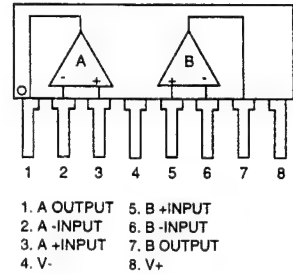 A B
- + + -
1 2 3 4 5 6 7 8
1. A OUTPUT 5. B +INPUT
2. A -INPUT 6. B -INPUT
3. A +INPUT 7. B OUTPUT
4. V- 8. V+